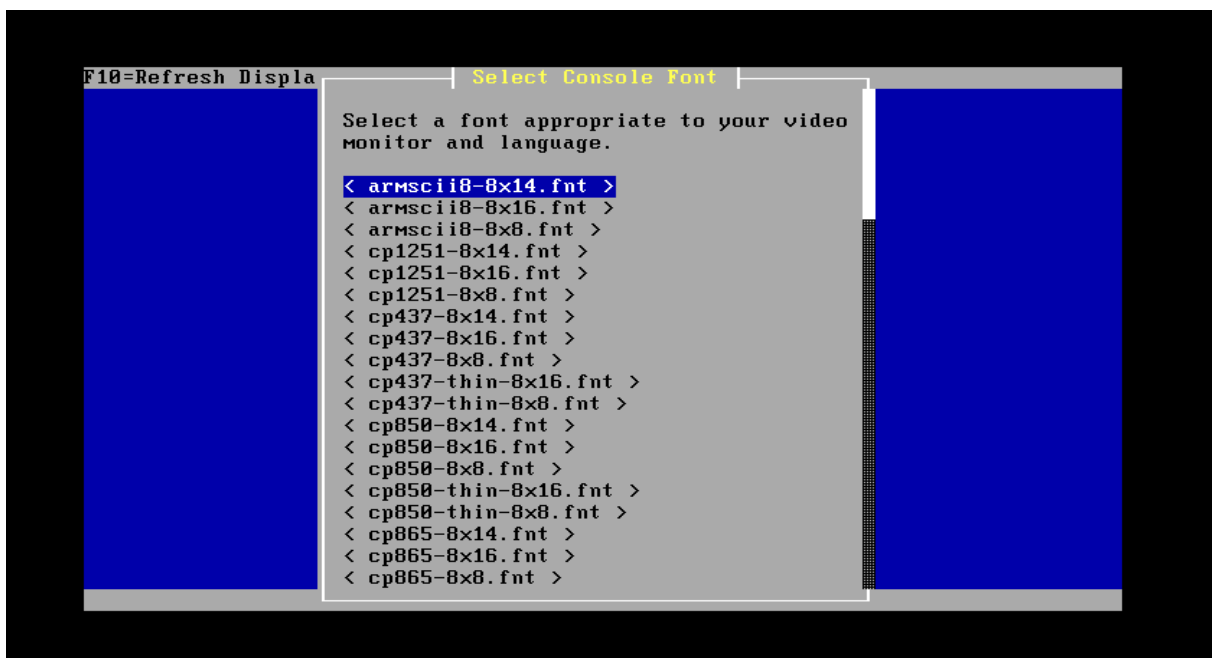 F10=Refresh Displa
Select Console Font
Select a font appropriate to your video
monitor and language.
< armscii8-8x14.fnt >
< armscii8-8x16.fnt >
< armscii8-8x8.fnt >
< cp1251-8x14.fnt >
< cp1251-8x16.fnt >
< cp1251-8x8.fnt >
< cp437-8x14.fnt >
< cp437-8x16.fnt >
< cp437-8x8.fnt >
< cp437-thin-8x16.fnt >
< cp437-thin-8x8.fnt >
< cp850-8x14.fnt >
< cp850-8x16.fnt >
< cp850-8x8.fnt >
< cp850-thin-8x16.fnt >
< cp850-thin-8x8.fnt >
< cp865-8x14.fnt >
< cp865-8x16.fnt >
< cp865-8x8.fnt >